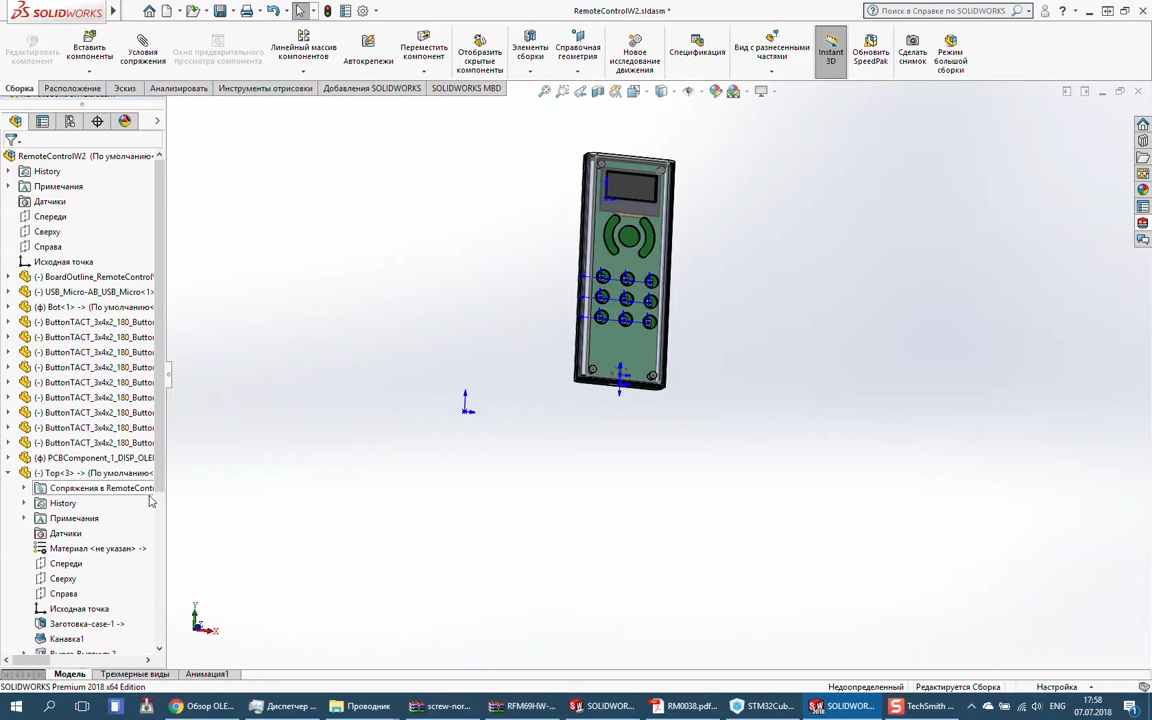 SOLIDWORKS
RemoteControlW2.sldasm *
Поиск в Справке по SOLIDWORKS
Редактировать компонент
Вставить компоненты
Условия сопряжения
Окно предварительного просмотра компонента
Линейный массив компонентов
Автокрепежи
Переместить компонент
Отобразить скрытые компоненты
Элементы сборки
Справочная геометрия
Новое исследование движения
Спецификация
Вид с разнесенными частями
Instant 3D
Обновить SpeedPak
Сделать снимок
Режим большой сборки
Сборка Расположение Эскиз Анализировать Инструменты отрисовки Добавления SOLIDWORKS SOLIDWORKS MBD
RemoteControlW2 (По умолчанию<
History
Примечания
Датчики
Спереди
Сверху
Справа
Исходная точка
(-) BoardOutline_RemoteControl
(-) USB_Micro-AB_USB_Micro<1>
(ф) Bot<1> -> (По умолчанию<
(-) ButtonTACT_3x4x2_180_Button
(-) ButtonTACT_3x4x2_180_Button
(-) ButtonTACT_3x4x2_180_Button
(-) ButtonTACT_3x4x2_180_Button
(-) ButtonTACT_3x4x2_180_Button
(-) ButtonTACT_3x4x2_180_Button
(-) ButtonTACT_3x4x2_180_Button
(-) ButtonTACT_3x4x2_180_Button
(-) ButtonTACT_3x4x2_180_Button
(ф) PCBComponent_1_DISP_OLE
(-) Top<3> -> (По умолчанию<
Сопряжения в RemoteContr
History
Примечания
Датчики
Материал <не указан> ->
Спереди
Сверху
Справа
Исходная точка
Заготовка-case-1 ->
Канавка1
Y
X
Модель Трехмерные виды Анимация1
SOLIDWORKS Premium 2018 x64 Edition
Недоопределенный Редактируется Сборка Настройка
Обзор OLE...
Диспетчер ...
Проводник
screw-nor...
RFM69HW-...
SOLIDWOR...
RM0038.pdf...
STM32Cub...
SOLIDWOR...
TechSmith ...
ENG
17:58
07.07.2018